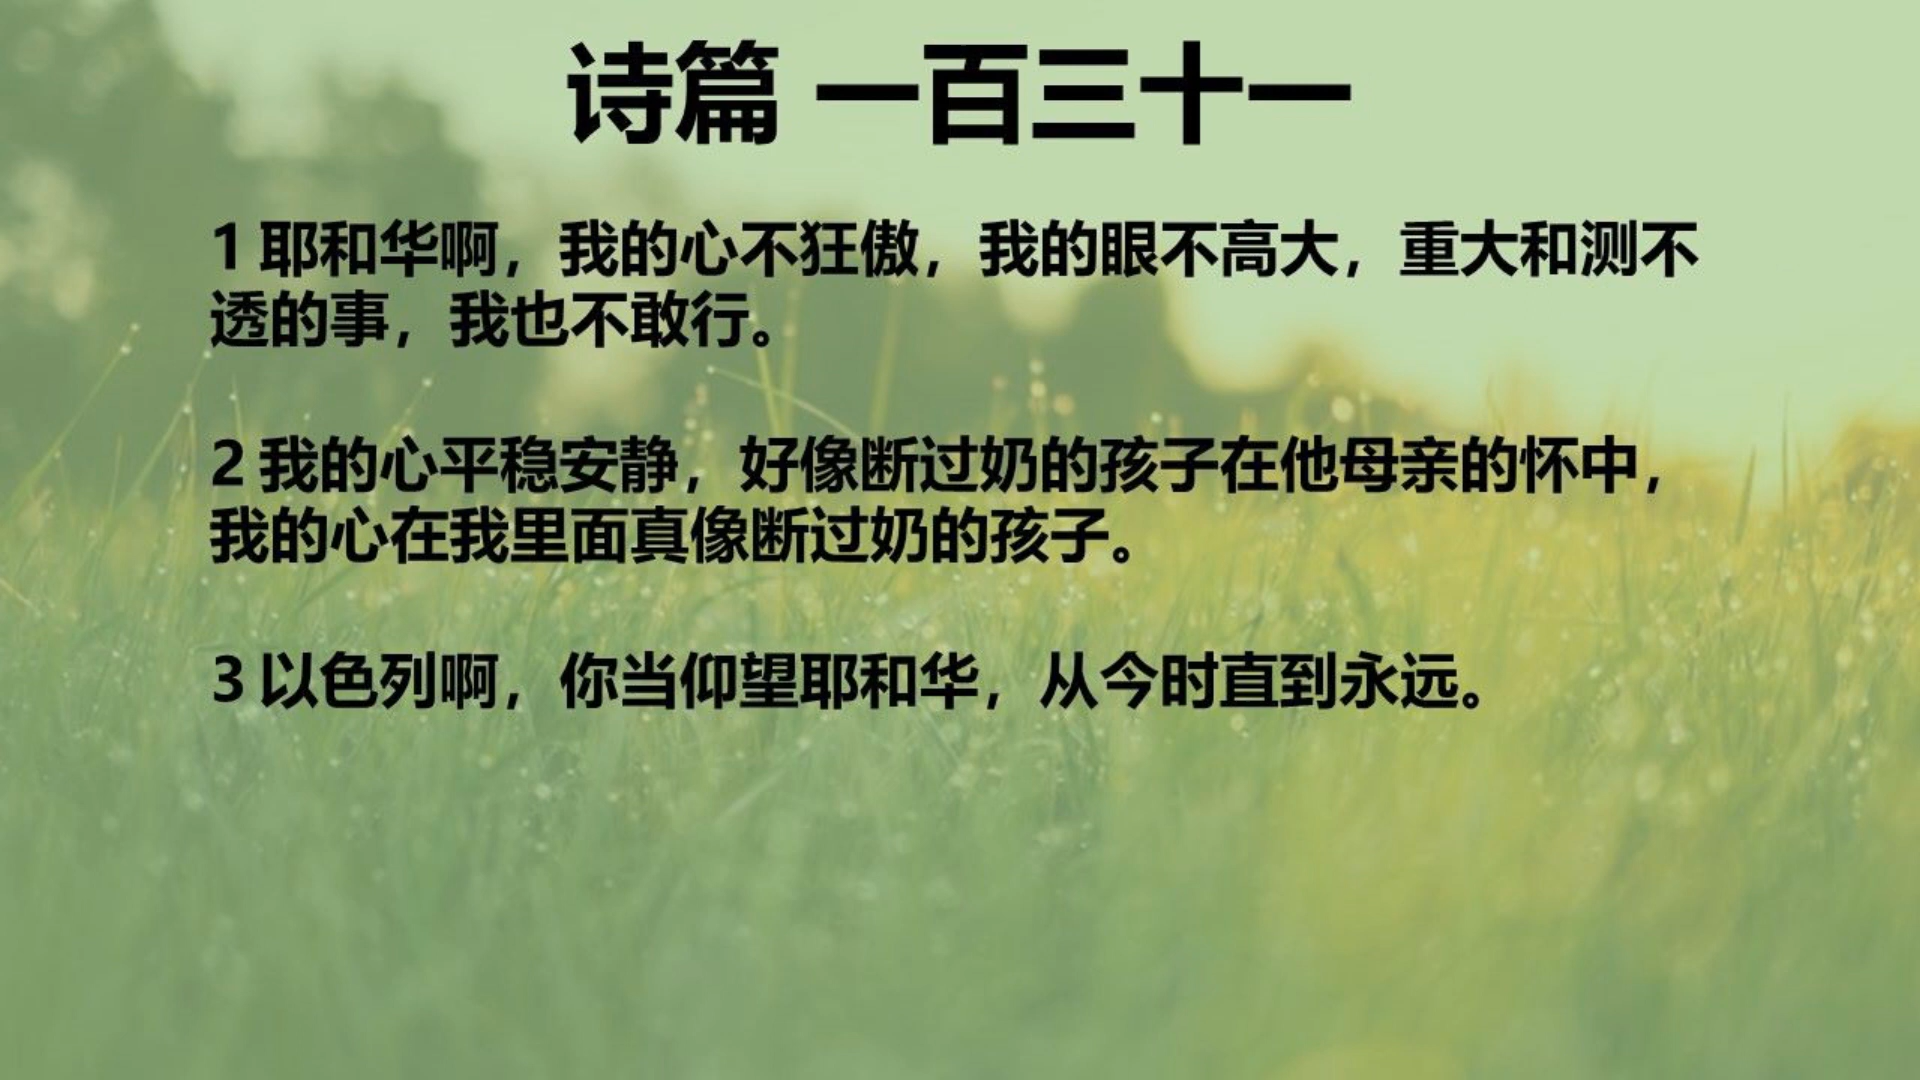 诗篇 一百三十一
1 耶和华啊，我的心不狂傲，我的眼不高大，重大和测不
透的事，我也不敢行。
2 我的心平稳安静，好像断过奶的孩子在他母亲的怀中，
我的心在我里面真像断过奶的孩子。
3 以色列啊，你当仰望耶和华，从今时直到永远。